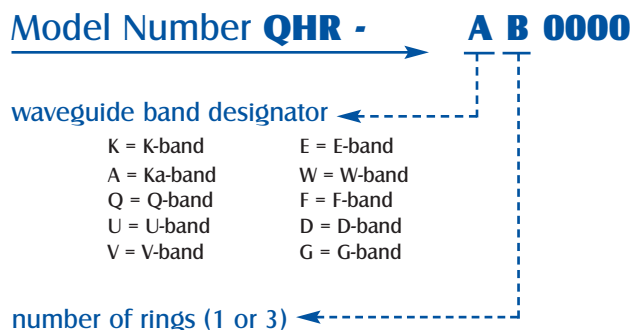 Model Number QHR - A B 0000
waveguide band designator
K = K-band E = E-band
A = Ka-band W = W-band
Q = Q-band F = F-band
U = U-band D = D-band
V = V-band G = G-band
number of rings (1 or 3)